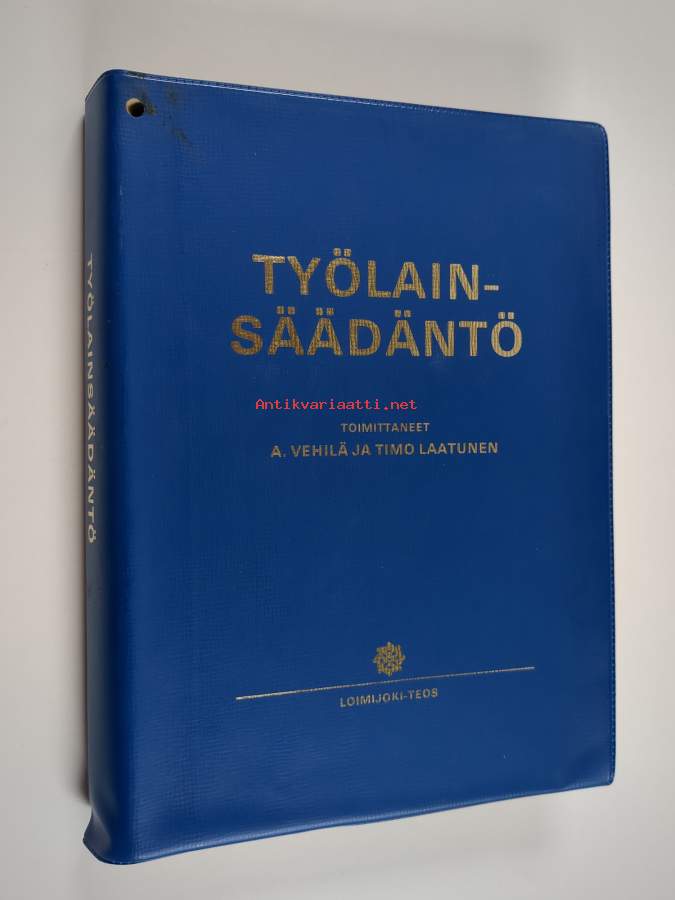 TYÖLAINSÄÄDÄNTÖ
TYÖLAIN-
SÄÄDÄNTÖ
Antikvariaatti.net
TOIMITTANEET
A. VEHILÄ JA TIMO LAATUNEN
LOIMIJOKI-TEOS